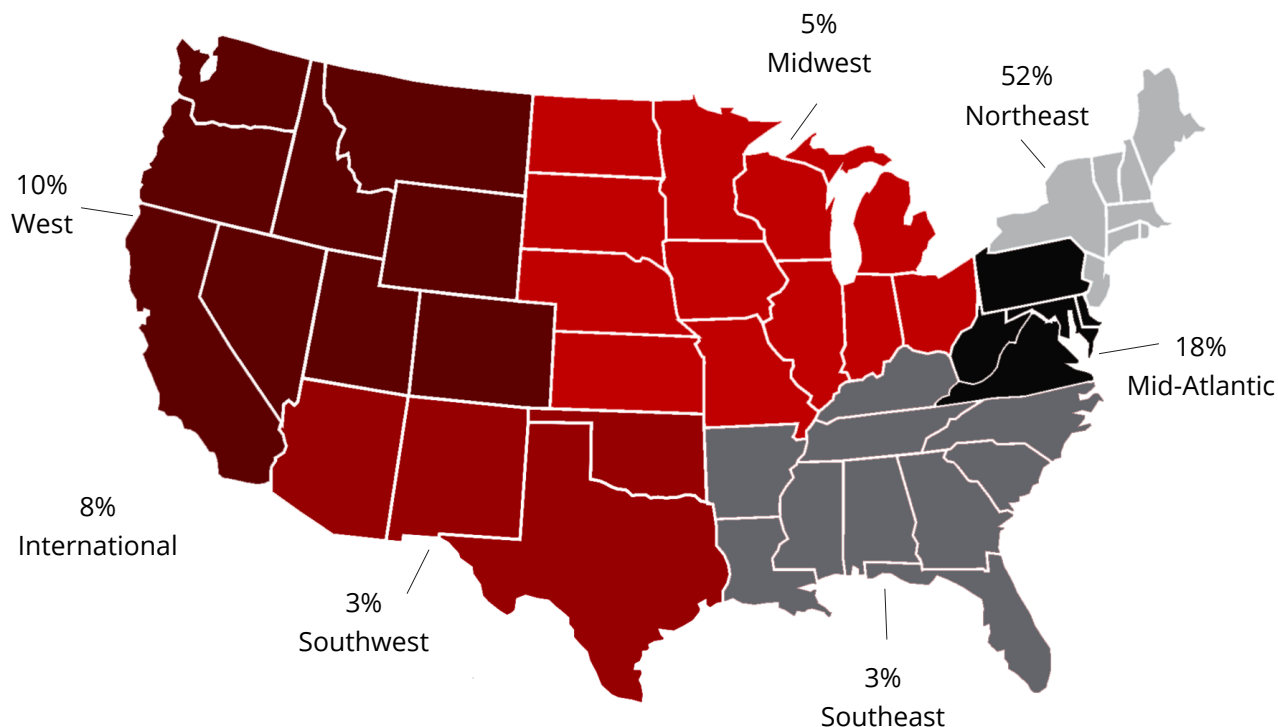 5%
Midwest
52%
Northeast
10%
West
18%
Mid-Atlantic
8%
International
3%
Southwest
3%
Southeast